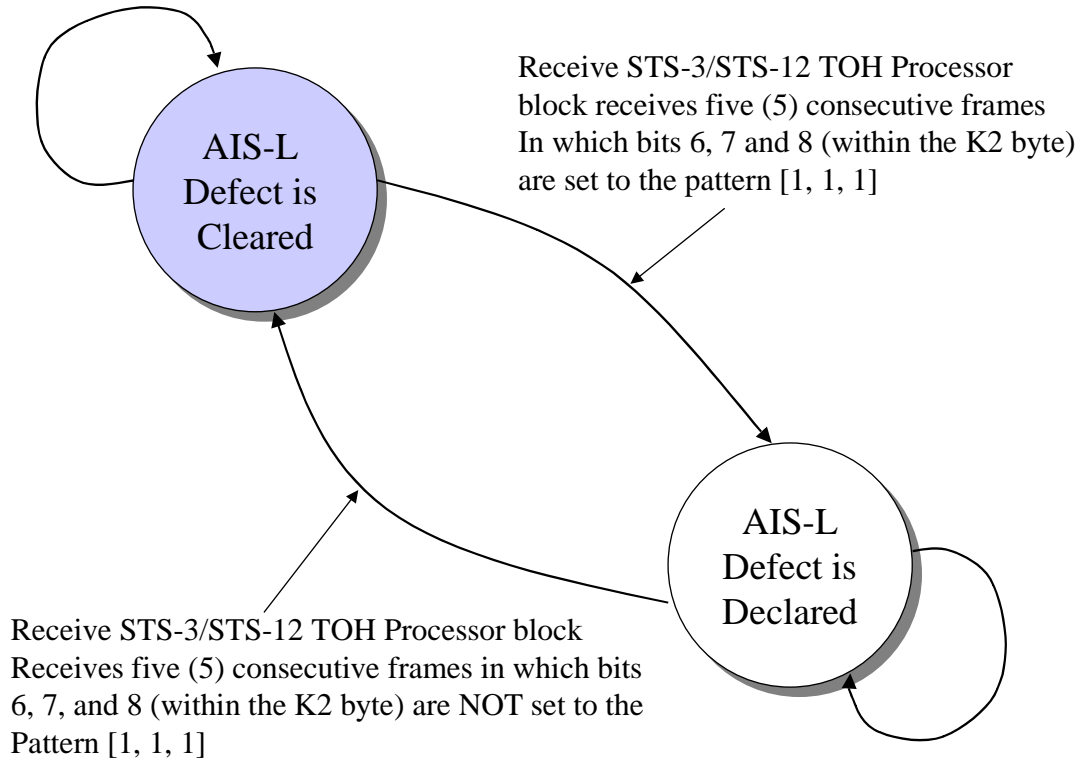 Receive STS-3/STS-12 TOH Processor
block receives five (5) consecutive frames
In which bits 6, 7 and 8 (within the K2 byte)
are set to the pattern [1, 1, 1]
AIS-L
Defect is
Cleared
AIS-L
Defect is
Declared
Receive STS-3/STS-12 TOH Processor block
Receives five (5) consecutive frames in which bits
6, 7, and 8 (within the K2 byte) are NOT set to the
Pattern [1, 1, 1]